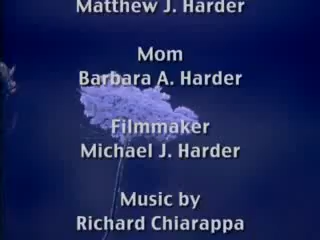 Matthew J. Harder
Mom
Barbara A. Harder
Filmmaker
Michael J. Harder
Music by
Richard Chiarappa